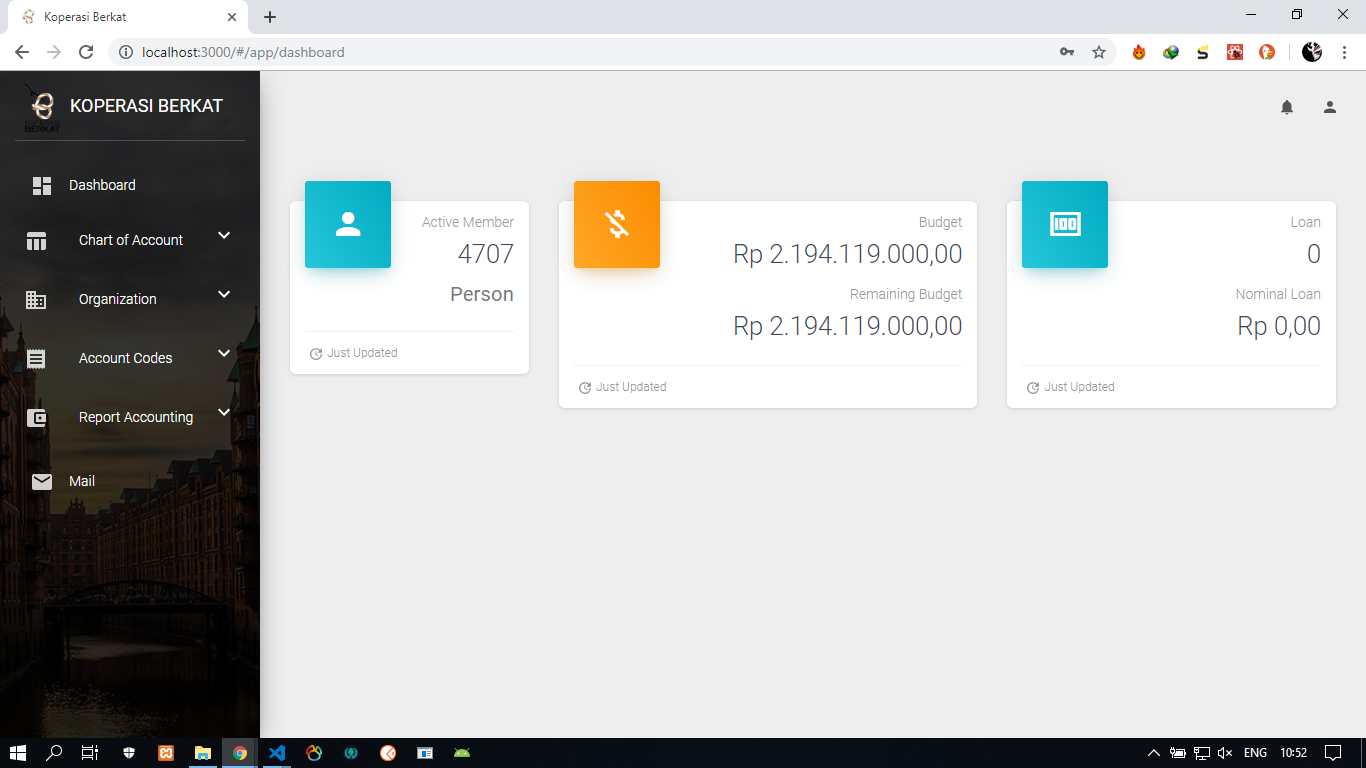 Koperasi Berkat
localhost:3000/#/app/dashboard
KOPERASI BERKAT
BERKAT
Dashboard
Chart of Account
Organization
Account Codes
Report Accounting
Mail
Active Member
4707
Person
Just Updated
Budget
Rp 2.194.119.000,00
Remaining Budget
Rp 2.194.119.000,00
Just Updated
100
Loan
0
Nominal Loan
Rp 0,00
Just Updated
ENG
10:52